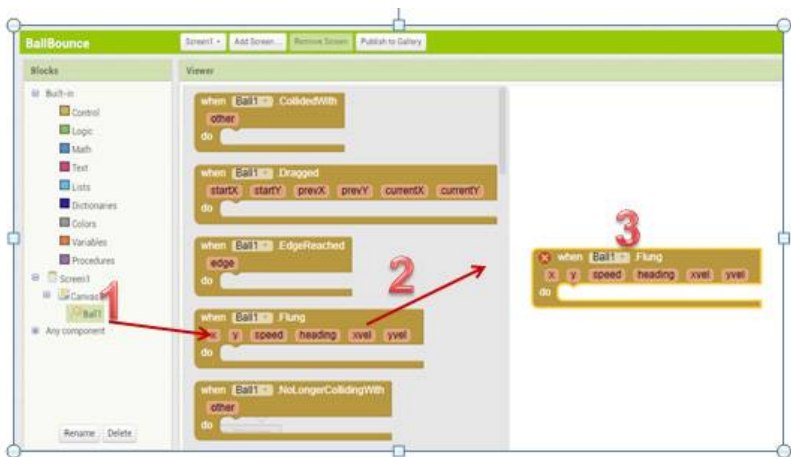 BallBounce
Screen1 Add Screen ... Remove Screen Publish to Gallery
Blocks
Viewer
Built-in
Control
Logic
Math
Text
Lists
Dictionaries
Colors
Variables
Procedures
Screen1
Ball1
Any component
Rename Delete
1
when Ball1 .CollidedWith
other
do
when Ball1 .Dragged
startX startY prevX prevY currentX currentY
do
when Ball1 .EdgeReached
edge
do
2
when Ball1 .Flung
x y speed heading xvel yvel
do
when Ball1 .NoLongerCollidingWith
other
do
3
when Ball1 .Flung
x y speed heading xvel yvel
do